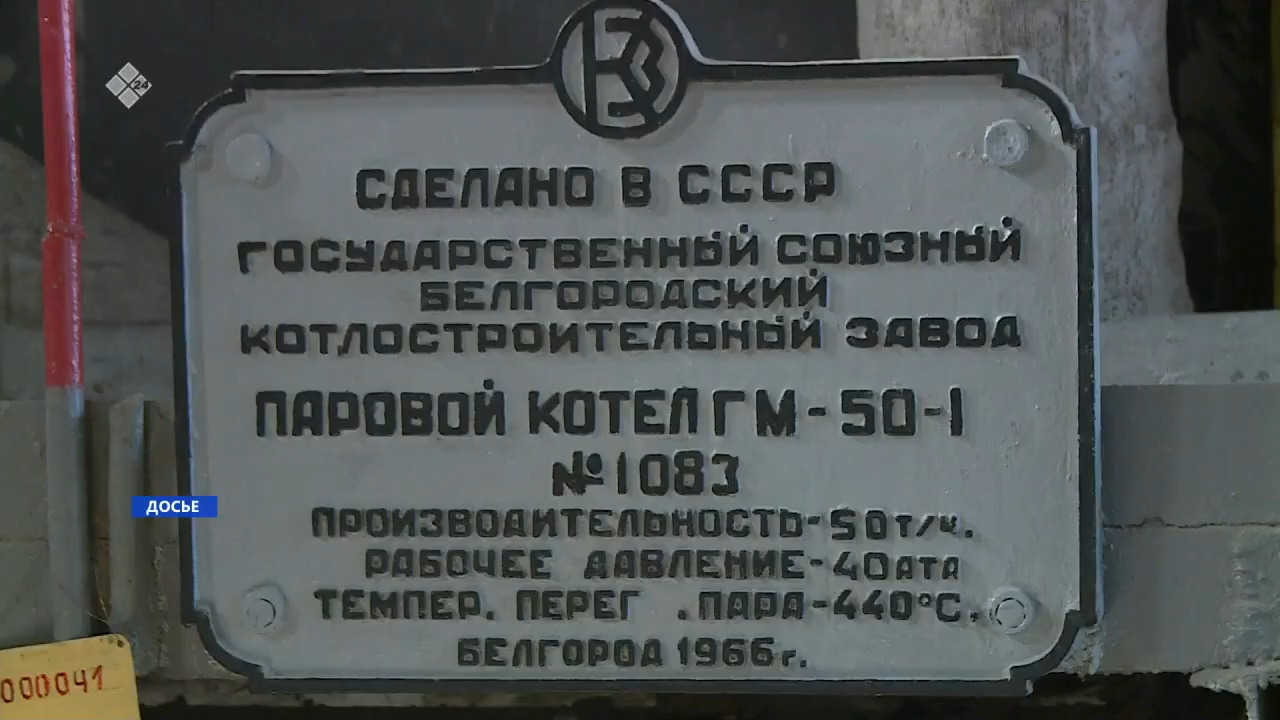 24
СДЕЛАНО В СССР
ГОСУДАРСТВЕННЫЙ СОЮЗНЫЙ
БЕЛГОРОДСКИЙ
КОТЛОСТРОИТЕЛЬНЫЙ ЗАВОД
ПАРОВОЙ КОТЕЛ ГМ-50-1
№1083
ДОСЬЕ
ПРОИЗВОДИТЕЛЬНОСТЬ-50т/ч.
РАБОЧЕЕ ДАВЛЕНИЕ-40АТА
ТЕМПЕР. ПЕРЕГ .ПАРА-440°С.
БЕЛГОРОД 1966г.
000041